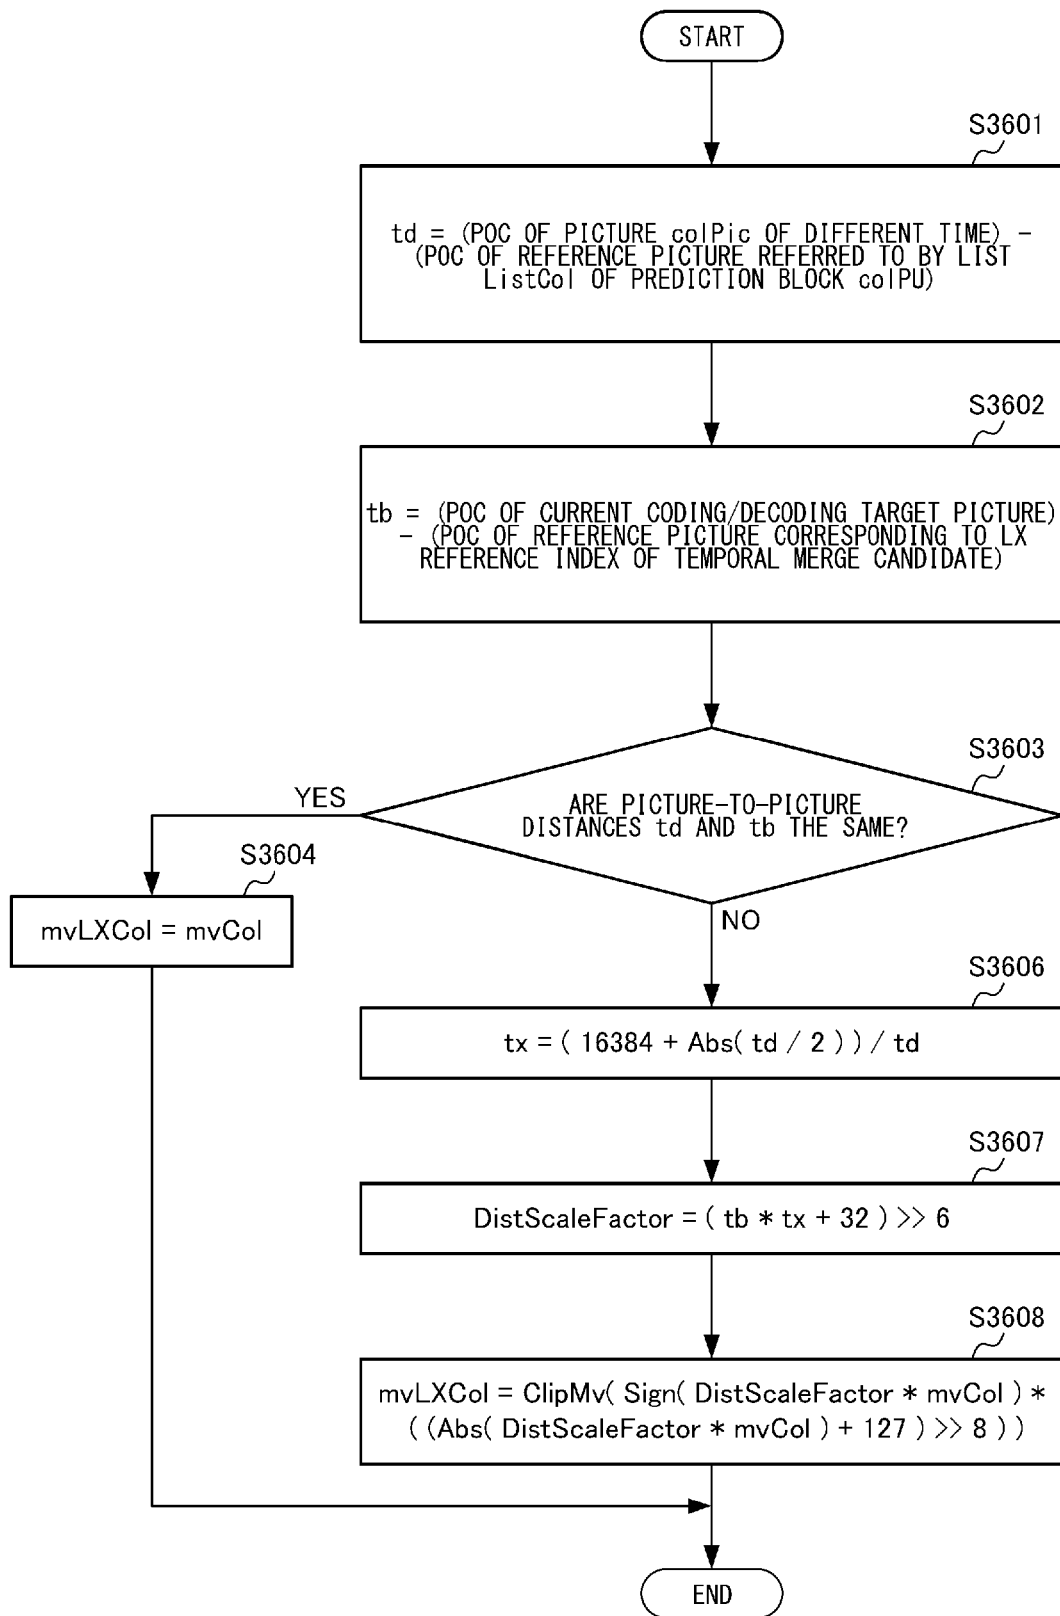 START
S3601
td = (POC OF PICTURE colPic OF DIFFERENT TIME) -
(POC OF REFERENCE PICTURE REFERRED TO BY LIST
ListCol OF PREDICTION BLOCK colPU)
S3602
tb = (POC OF CURRENT CODING/DECODING TARGET PICTURE)
- (POC OF REFERENCE PICTURE CORRESPONDING TO LX
REFERENCE INDEX OF TEMPORAL MERGE CANDIDATE)
S3603
ARE PICTURE-TO-PICTURE
DISTANCES td AND tb THE SAME?
YES
S3604
mvLXCol = mvCol
NO
S3606
tx = ( 16384 + Abs( td / 2 ) ) / td
S3607
DistScaleFactor = ( tb * tx + 32 ) >> 6
S3608
mvLXCol = ClipMv( Sign( DistScaleFactor * mvCol ) *
( (Abs( DistScaleFactor * mvCol ) + 127 ) >> 8 ) )
END